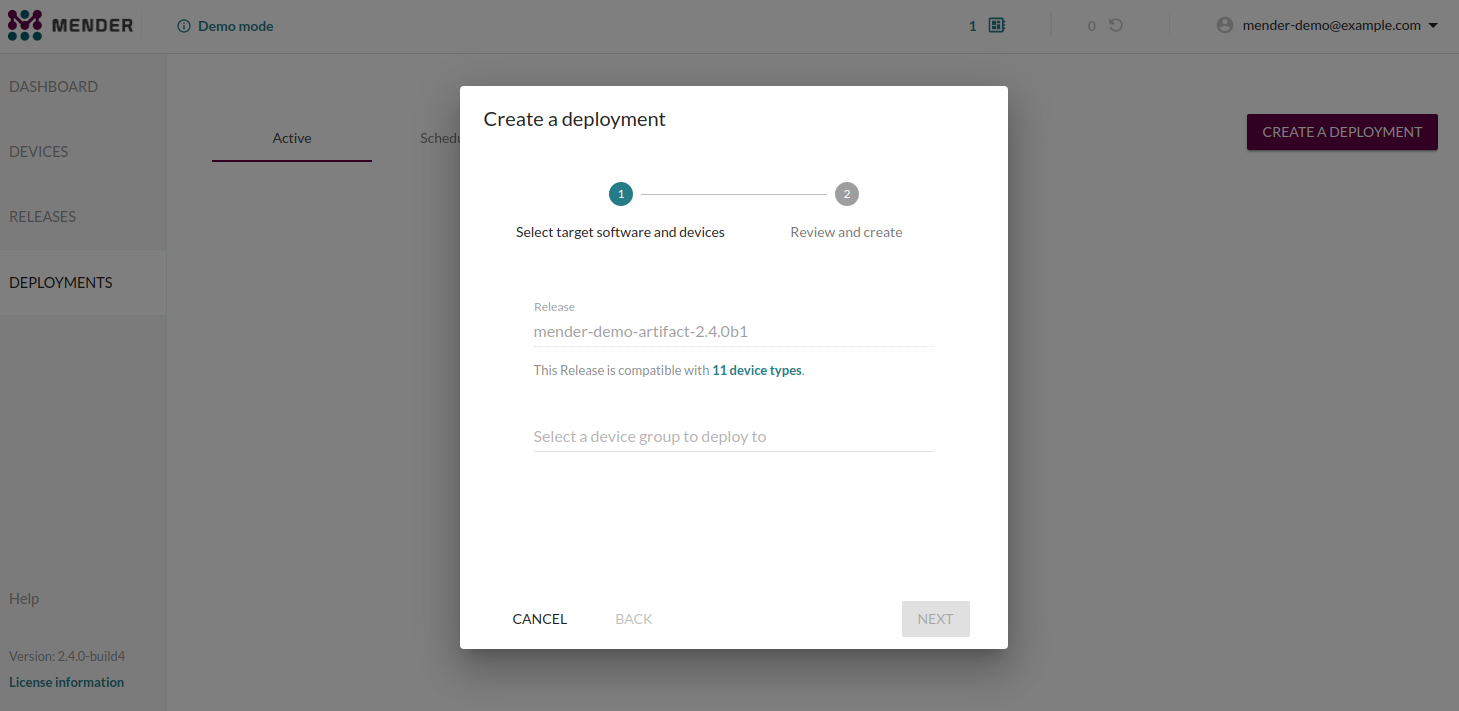 MENDER
Demo mode
1
0
mender-demo@example.com
DASHBOARD
DEVICES
RELEASES
DEPLOYMENTS
Help
Version: 2.4.0-build4
License information
Active
Schedu
CREATE A DEPLOYMENT
Create a deployment
1
2
Select target software and devices
Review and create
Release
mender-demo-artifact-2.4.0b1
This Release is compatible with 11 device types.
Select a device group to deploy to
CANCEL
BACK
NEXT